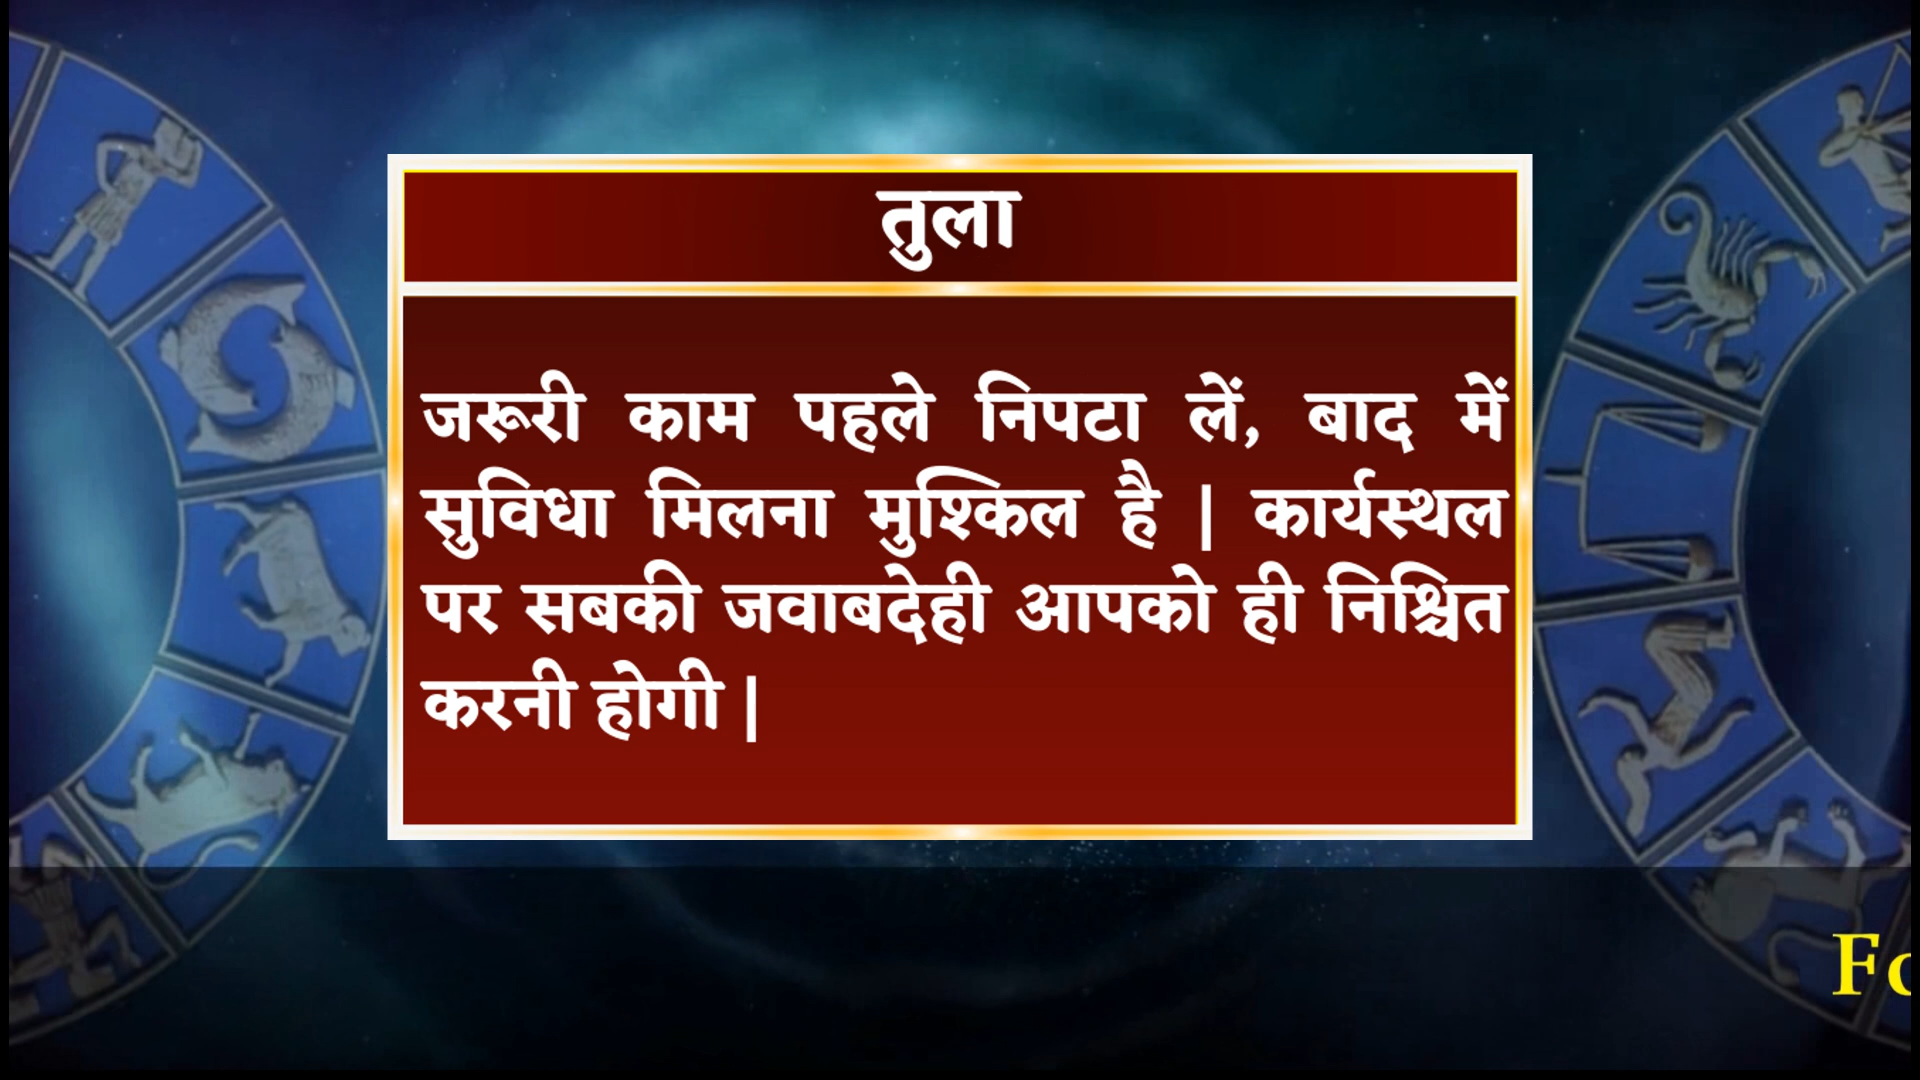 तुला
जरूरी काम पहले निपटा लें, बाद में
सुविधा मिलना मुश्किल है |  कार्यस्थल
पर सबकी जवाबदेही आपको ही निश्चित
करनी होगी |